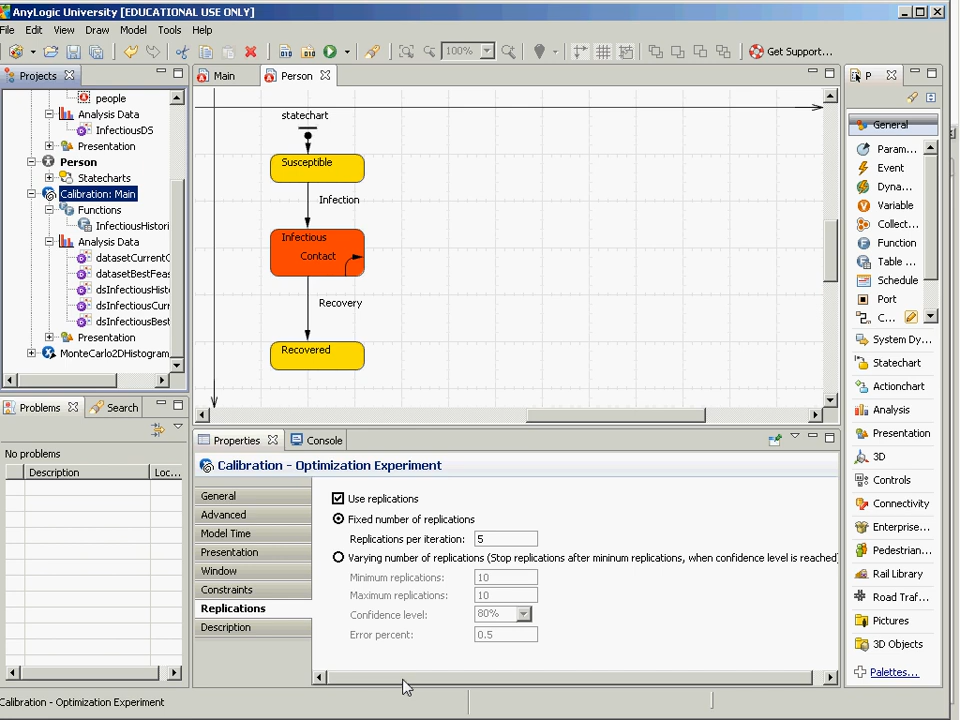 AnyLogic University [EDUCATIONAL USE ONLY]
File Edit View Draw Model Tools Help
100%
Get Support...
Projects
people
Analysis Data
InfectiousDS
Presentation
Person
Statecharts
Calibration: Main
Functions
InfectiousHistori
Analysis Data
datasetCurrentO
datasetBestFeas
dsInfectiousHist
dsInfectiousCurr
dsInfectiousBest
Presentation
MonteCarlo2DHistogram
Problems
Search
No problems
Description
Loc...
Main
Person
statechart
Susceptible
Infection
Infectious
Contact
Recovery
Recovered
Properties
Console
Calibration - Optimization Experiment
General
Advanced
Model Time
Presentation
Window
Constraints
Replications
Description
Use replications
Fixed number of replications
Replications per iteration: 5
Varying number of replications (Stop replications after mininum replications, when confidence level is reached)
Minimum replications: 10
Maximum replications: 10
Confidence level: 80%
Error percent: 0.5
P
General
Param...
Event
Dyna...
Variable
Collect...
Function
Table ...
Schedule
Port
C...
System Dy...
Statechart
Actionchart
Analysis
Presentation
3D
Controls
Connectivity
Enterprise...
Pedestrian...
Rail Library
Road Traf...
Pictures
3D Objects
Palettes...
Calibration - Optimization Experiment